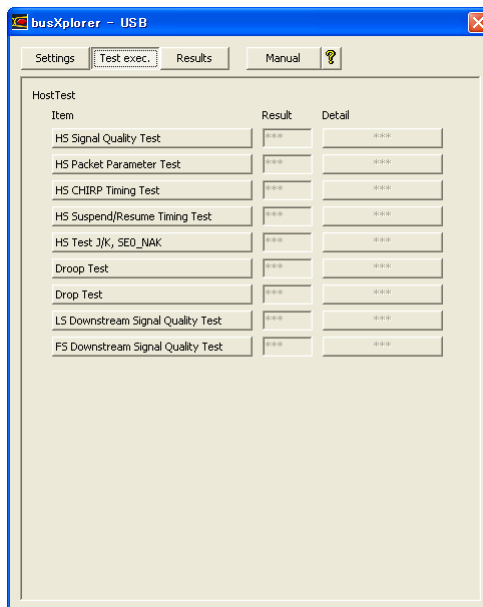 busXplorer - USB
Settings Test exec. Results Manual ?
HostTest
Item Result Detail
HS Signal Quality Test *** ***
HS Packet Parameter Test *** ***
HS CHIRP Timing Test *** ***
HS Suspend/Resume Timing Test *** ***
HS Test J/K, SE0_NAK *** ***
Droop Test *** ***
Drop Test *** ***
LS Downstream Signal Quality Test *** ***
FS Downstream Signal Quality Test *** ***